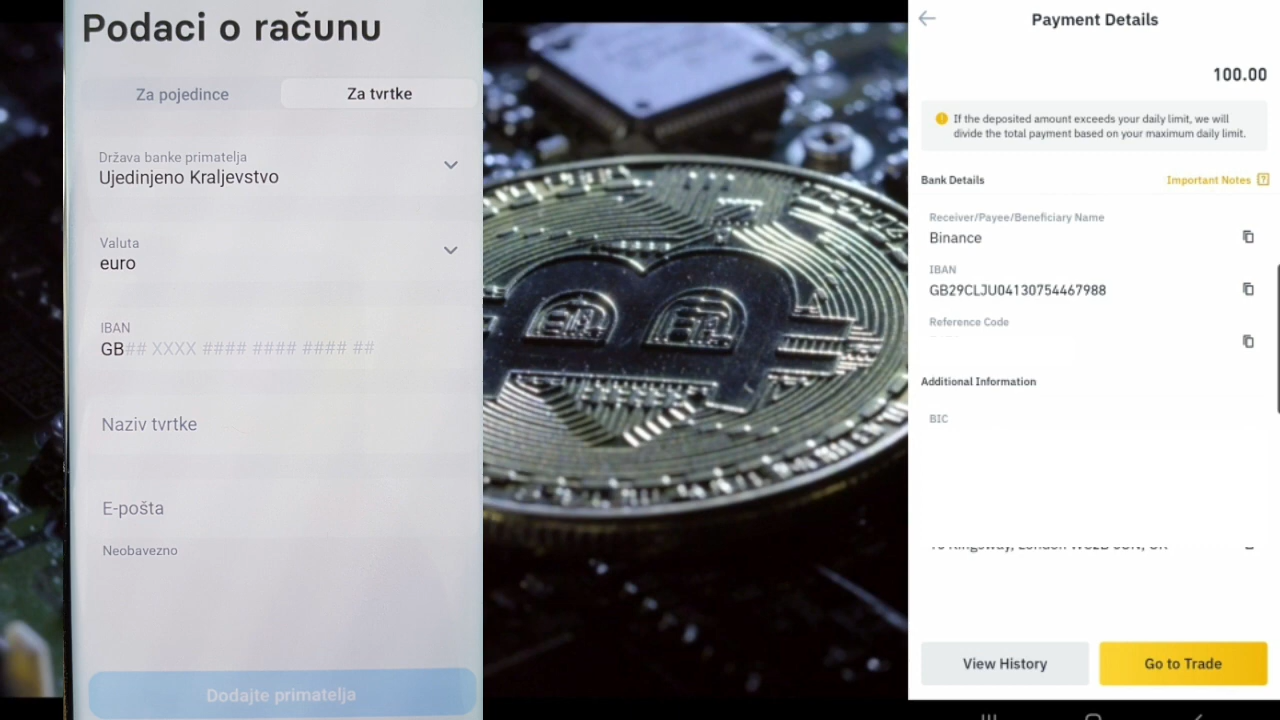 Podaci o računu
Za pojedince
Za tvrtke
Država banke primatelja
Ujedinjeno Kraljevstvo
Valuta
euro
IBAN
GB## XXXX #### #### #### ##
Naziv tvrtke
E-pošta
Neobavezno
Dodajte primatelja
Payment Details
100.00
If the deposited amount exceeds your daily limit, we will
divide the total payment based on your maximum daily limit.
Bank Details
Important Notes
Receiver/Payee/Beneficiary Name
Binance
IBAN
GB29CLJU04130754467988
Reference Code
Additional Information
BIC
Kingsway, London
View History
Go to Trade